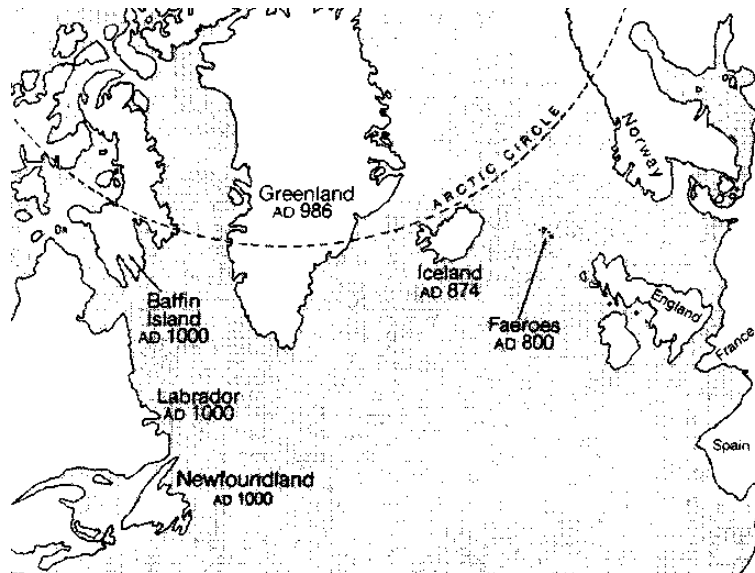 Norway
ARCTIC CIRCLE
Greenland
AD 986
Iceland
AD 874
Baffin
Island
AD 1000
England
Faeroes
AD 800
France
Labrador
AD 1000
Spain
Newfoundland
AD 1000